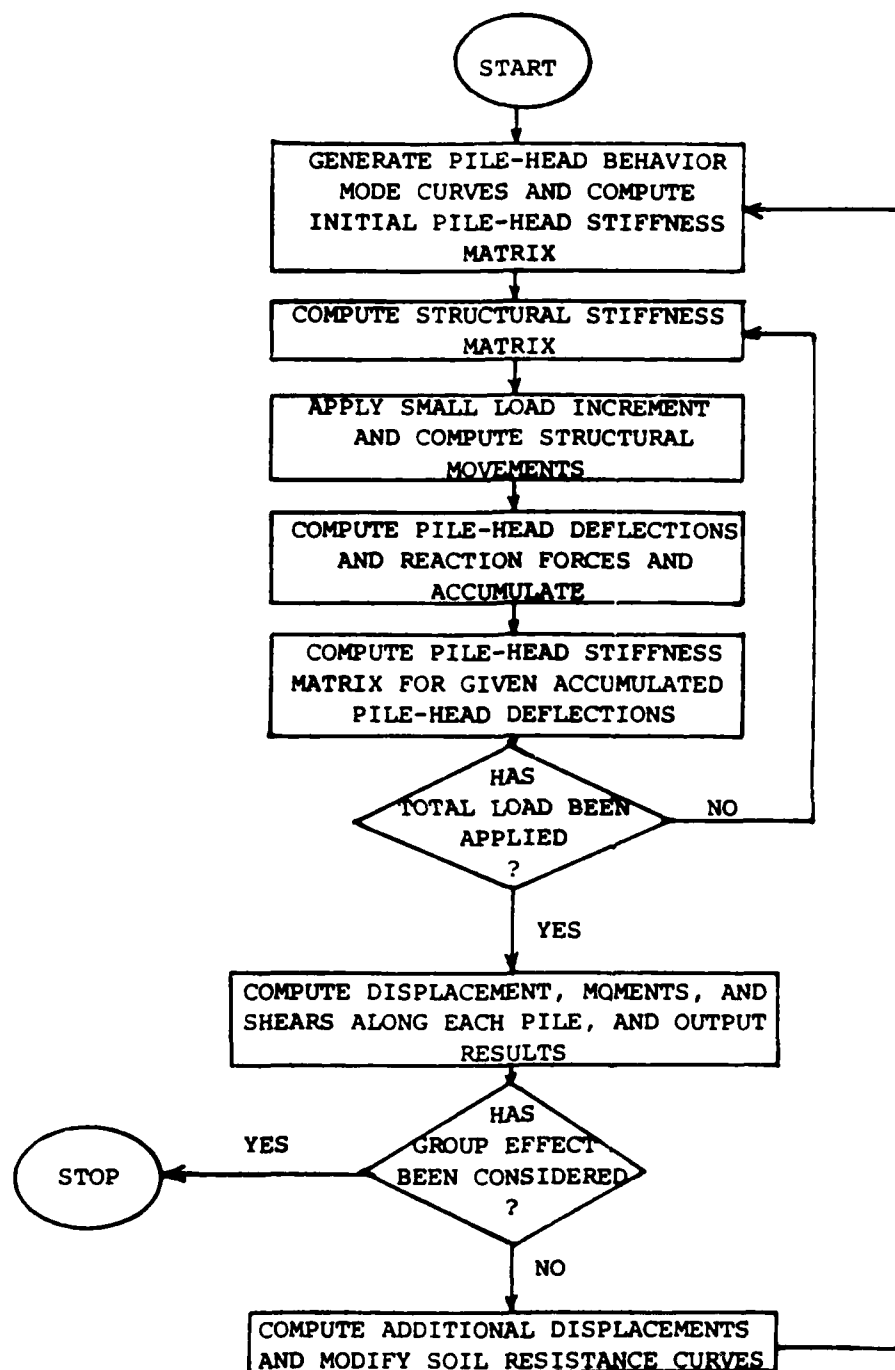 START
GENERATE PILE-HEAD BEHAVIOR
MODE CURVES AND COMPUTE
INITIAL PILE-HEAD STIFFNESS
MATRIX
COMPUTE STRUCTURAL STIFFNESS
MATRIX
APPLY SMALL LOAD INCREMENT
AND COMPUTE STRUCTURAL
MOVEMENTS
COMPUTE PILE-HEAD DEFLECTIONS
AND REACTION FORCES AND
ACCUMULATE
COMPUTE PILE-HEAD STIFFNESS
MATRIX FOR GIVEN ACCUMULATED
PILE-HEAD DEFLECTIONS
HAS
TOTAL LOAD BEEN
APPLIED
?
NO
YES
COMPUTE DISPLACEMENT, MOMENTS, AND
SHEARS ALONG EACH PILE, AND OUTPUT
RESULTS
HAS
GROUP EFFECT
BEEN CONSIDERED
?
YES
STOP
NO
COMPUTE ADDITIONAL DISPLACEMENTS
AND MODIFY SOIL RESISTANCE CURVES